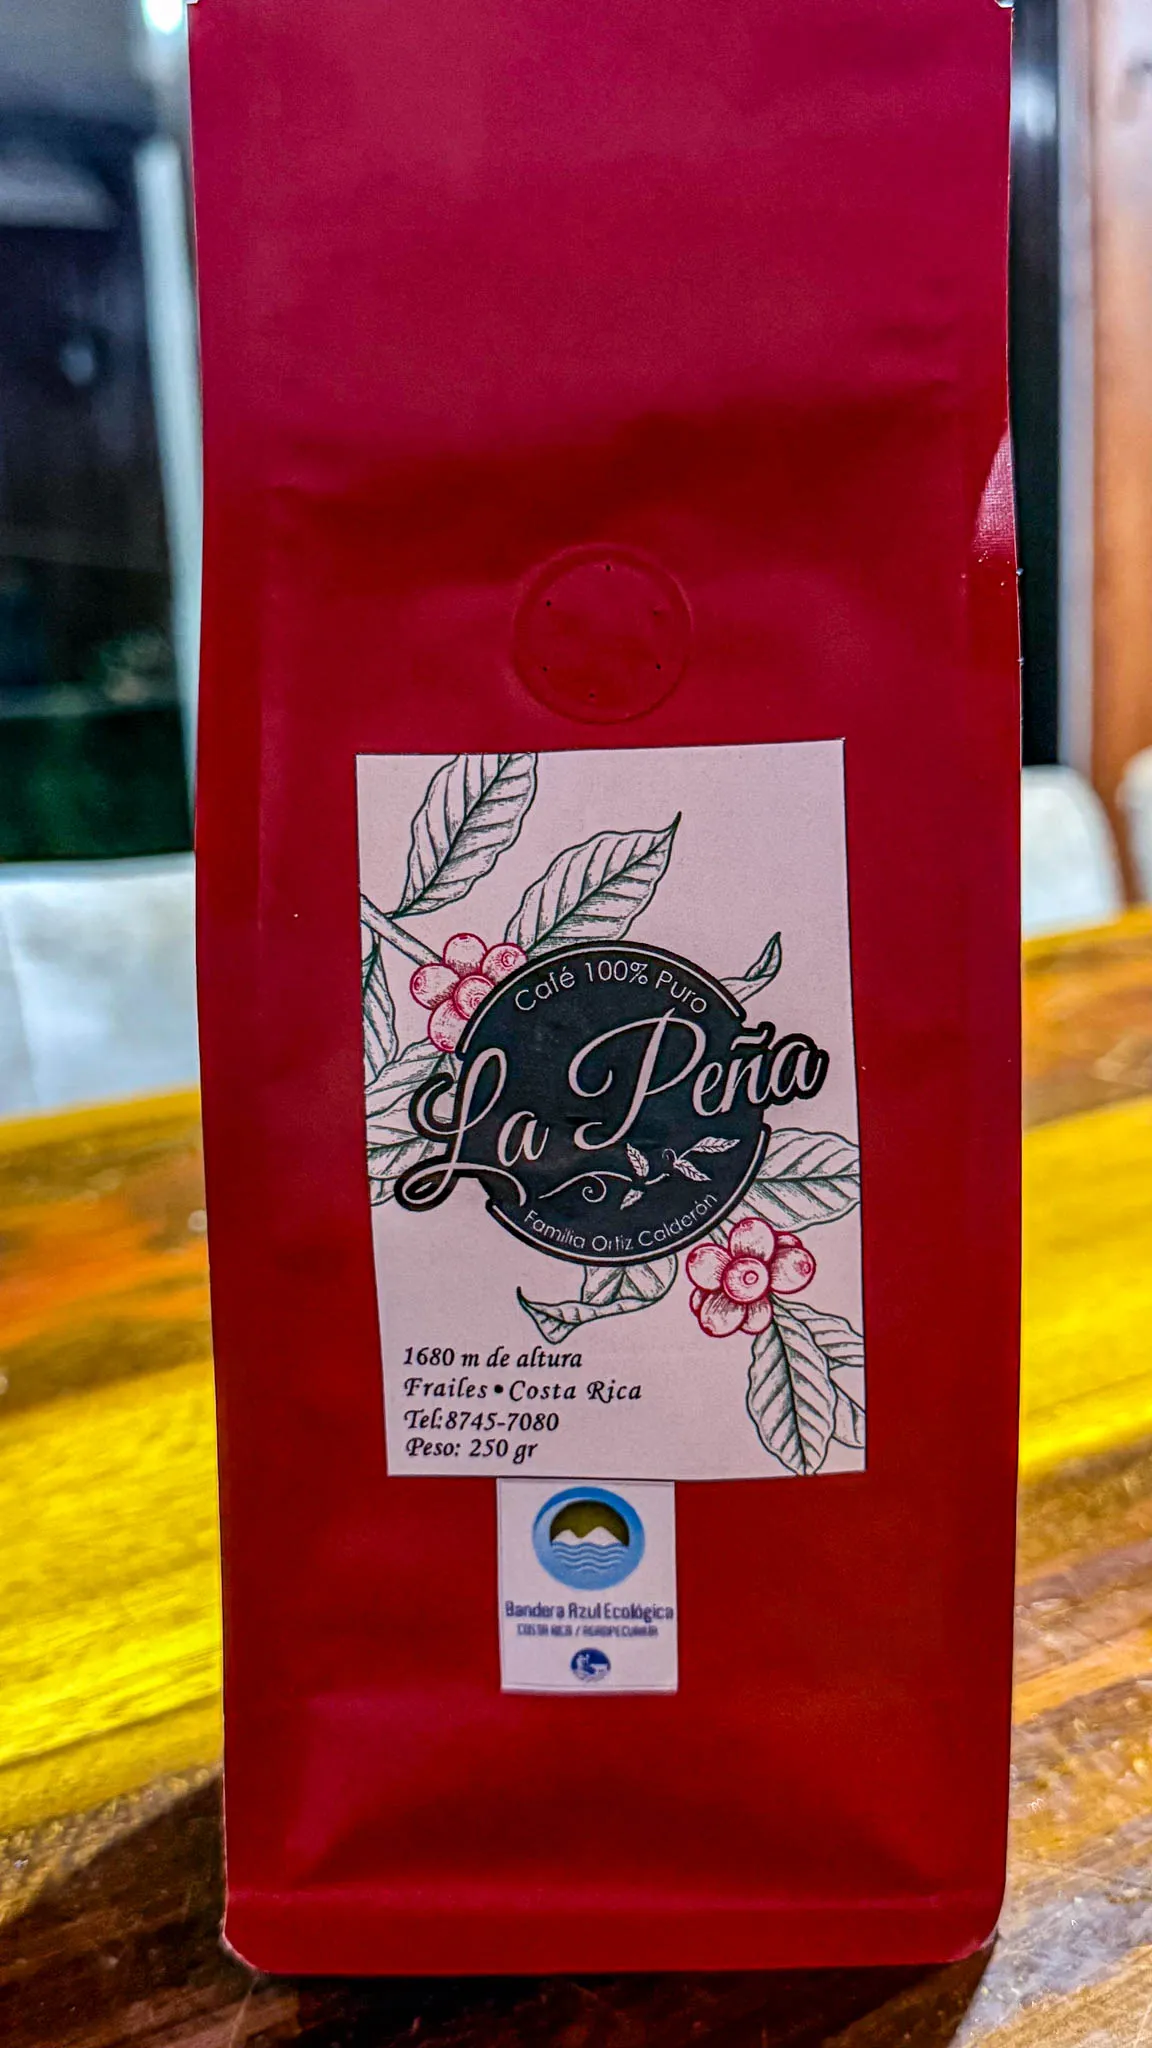 Café 100% Puro
La Peña
Familia Ortiz Calderón
1680 m de altura
Frailes•Costa Rica
Tel:8745-7080
Peso: 250 gr
Bandera Azul Ecológica
COSTA RICA / AGROPECUARIA